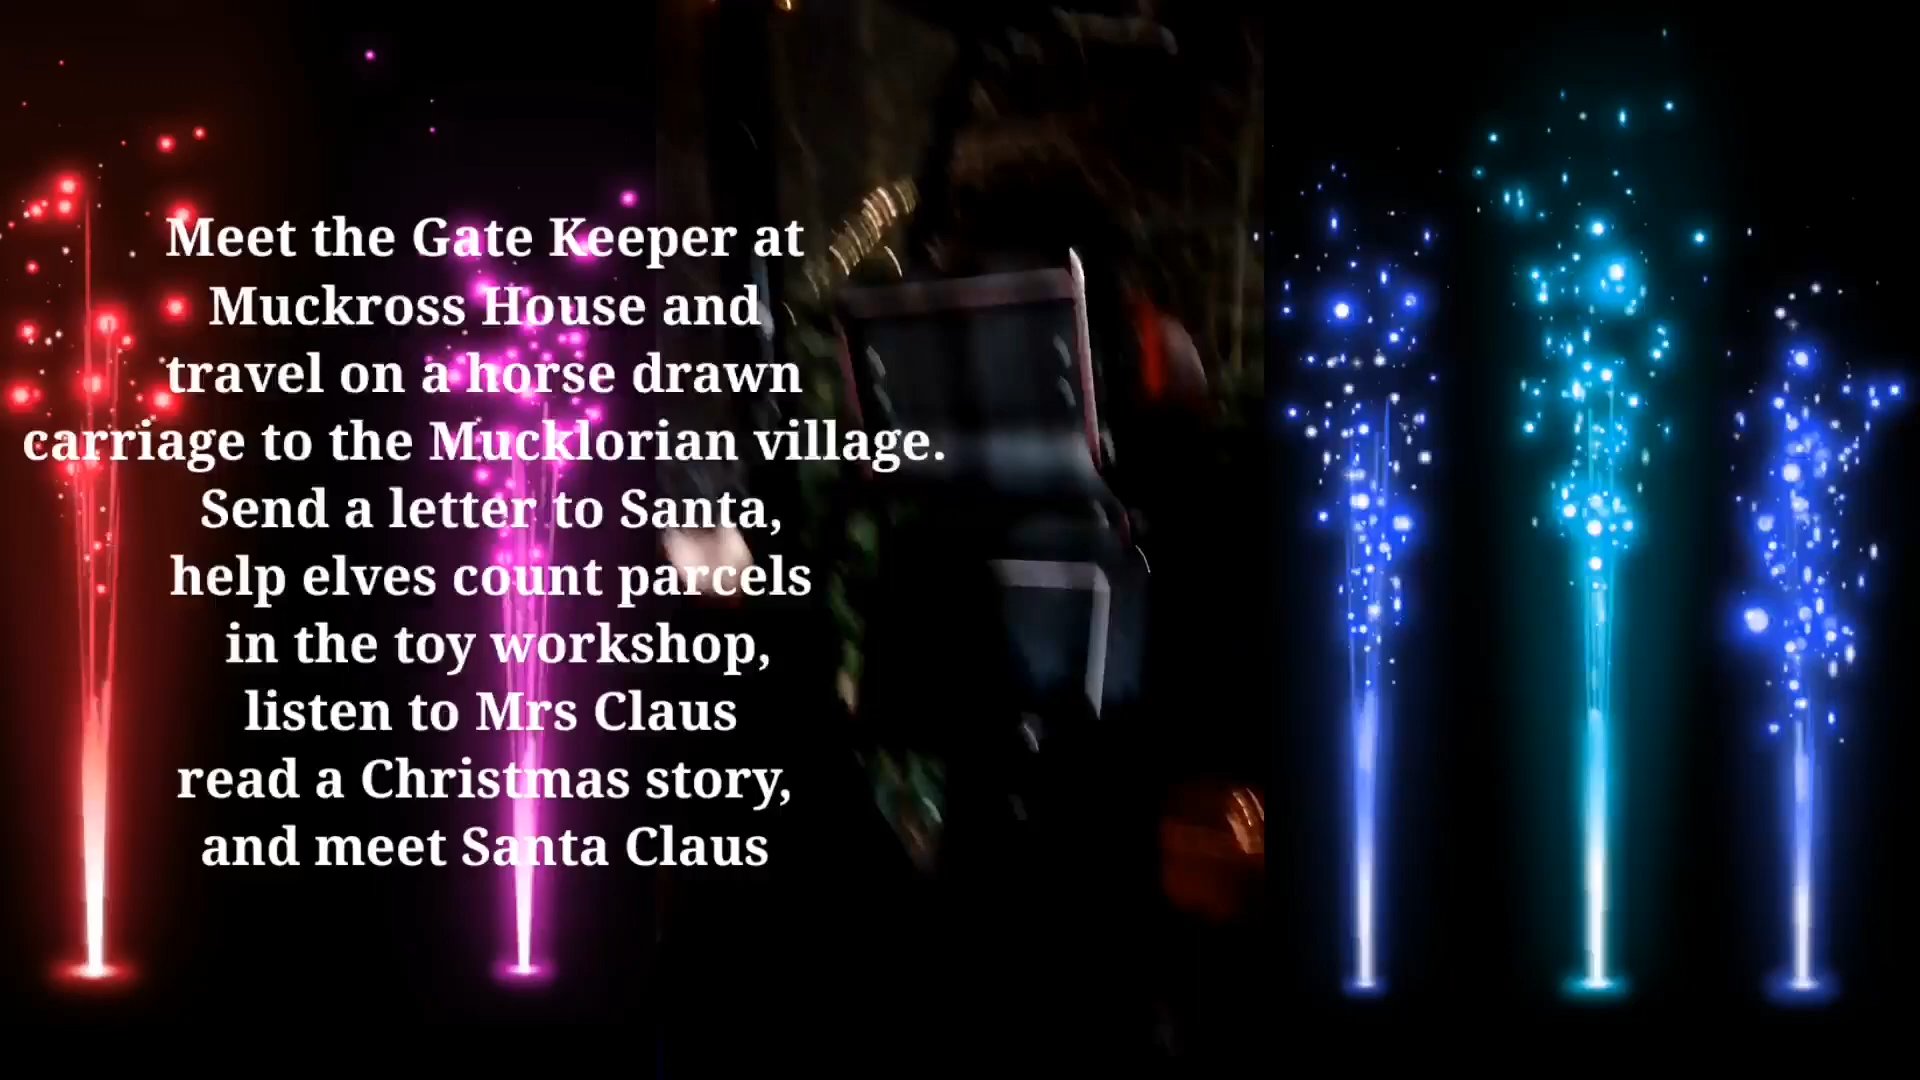 Meet the Gate Keeper at
Muckross House and
travel on a horse drawn
carriage to the Mucklorian village.
Send a letter to Santa,
help elves count parcels
in the toy workshop,
listen to Mrs Claus
read a Christmas story,
and meet Santa Claus